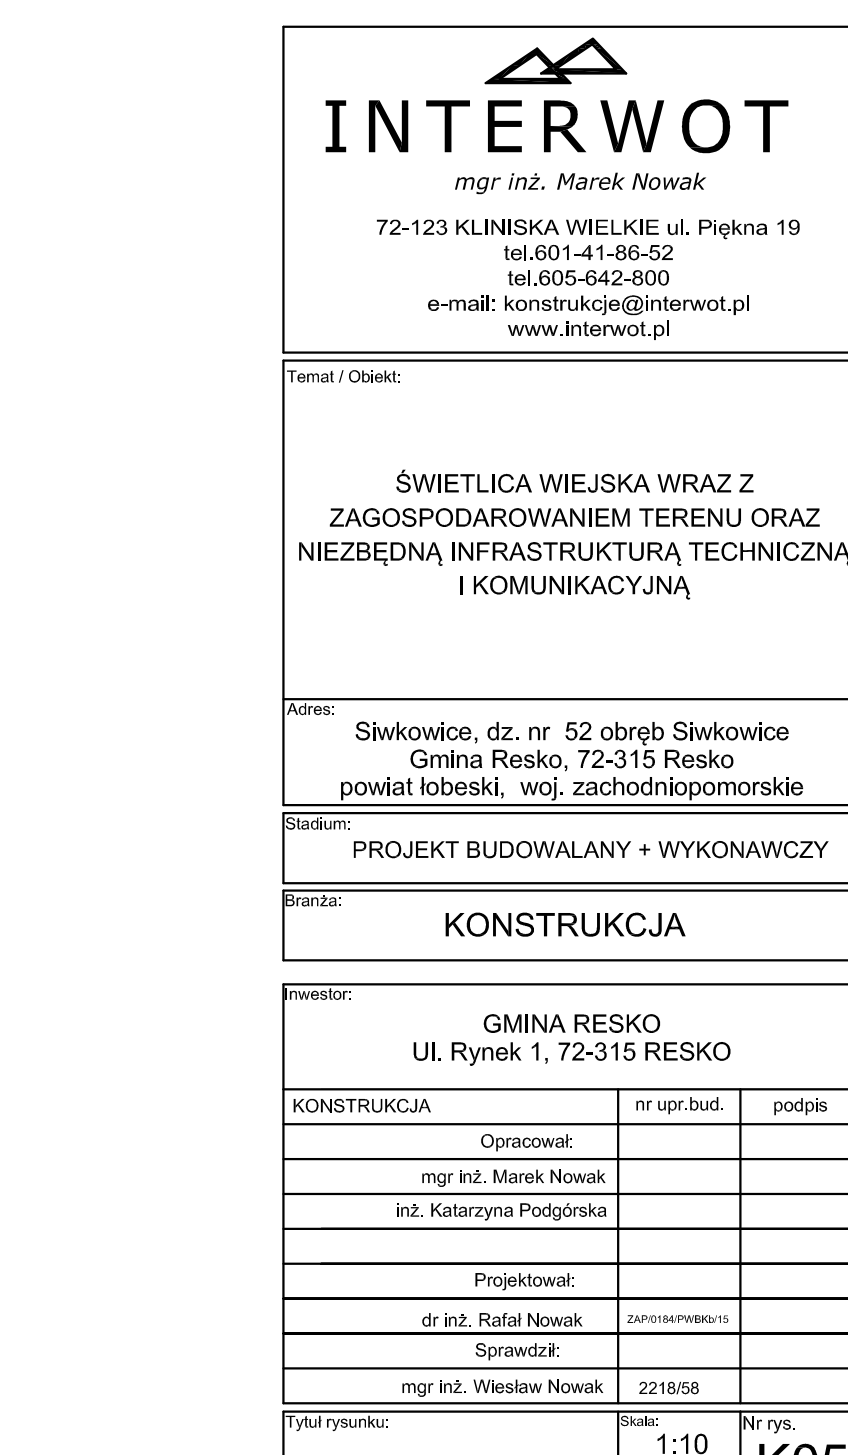 INTERWOT
mgr inż. Marek Nowak
72-123 KLINISKA WIELKIE ul. Piękna 19
tel.601-41-86-52
tel.605-642-800
e-mail: konstrukcje@interwot.pl
www.interwot.pl
Temat / Obiekt:
ŚWIETLICA WIEJSKA WRAZ Z
ZAGOSPODAROWANIEM TERENU ORAZ
NIEZBĘDNĄ INFRASTRUKTURĄ TECHNICZNĄ
I KOMUNIKACYJNĄ
Adres:
Siwkowice, dz. nr 52 obręb Siwkowice
Gmina Resko, 72-315 Resko
powiat łobeski, woj. zachodniopomorskie
Stadium:
PROJEKT BUDOWALANY + WYKONAWCZY
Branża:
KONSTRUKCJA
Inwestor:
GMINA RESKO
Ul. Rynek 1, 72-315 RESKO
KONSTRUKCJA nr upr.bud. podpis
Opracował:
mgr inż. Marek Nowak
inż. Katarzyna Podgórska
Projektował:
dr inż. Rafał Nowak ZAP/0184/PWBKb/15
Sprawdził:
mgr inż. Wiesław Nowak 2218/58
Tytuł rysunku: Skala: Nr rys.
1:10